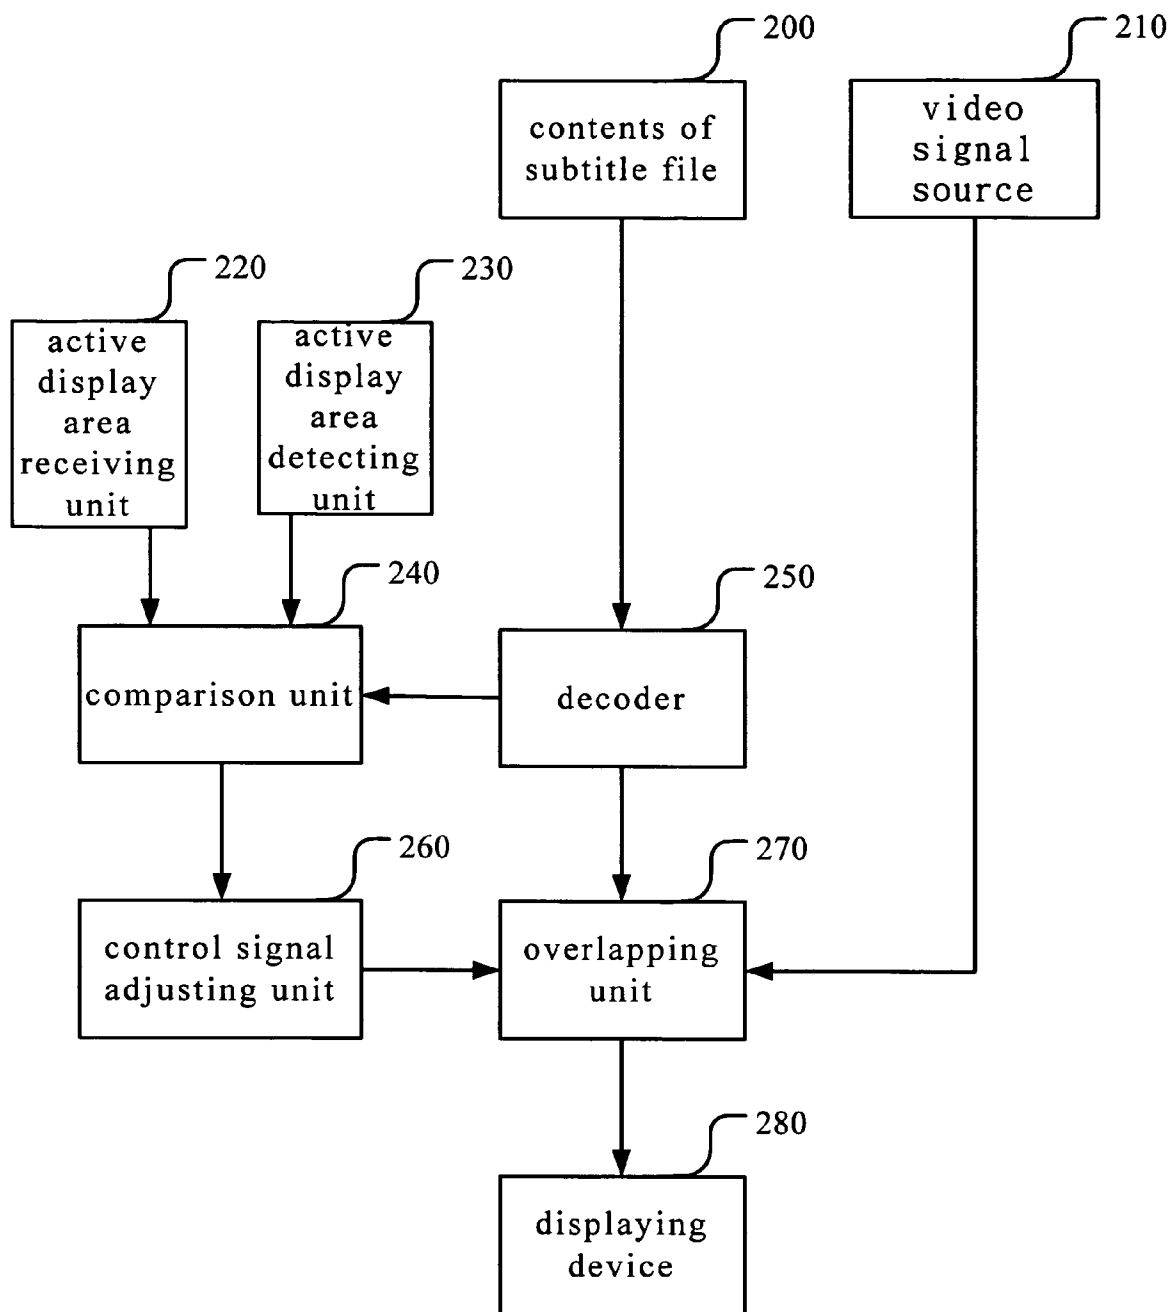 200
210
contents of
subtitle file
video
signal
source
220
230
active
display
area
receiving
unit
active
display
area
detecting
unit
240
250
comparison unit
decoder
260
270
control signal
adjusting unit
overlapping
unit
280
displaying
device